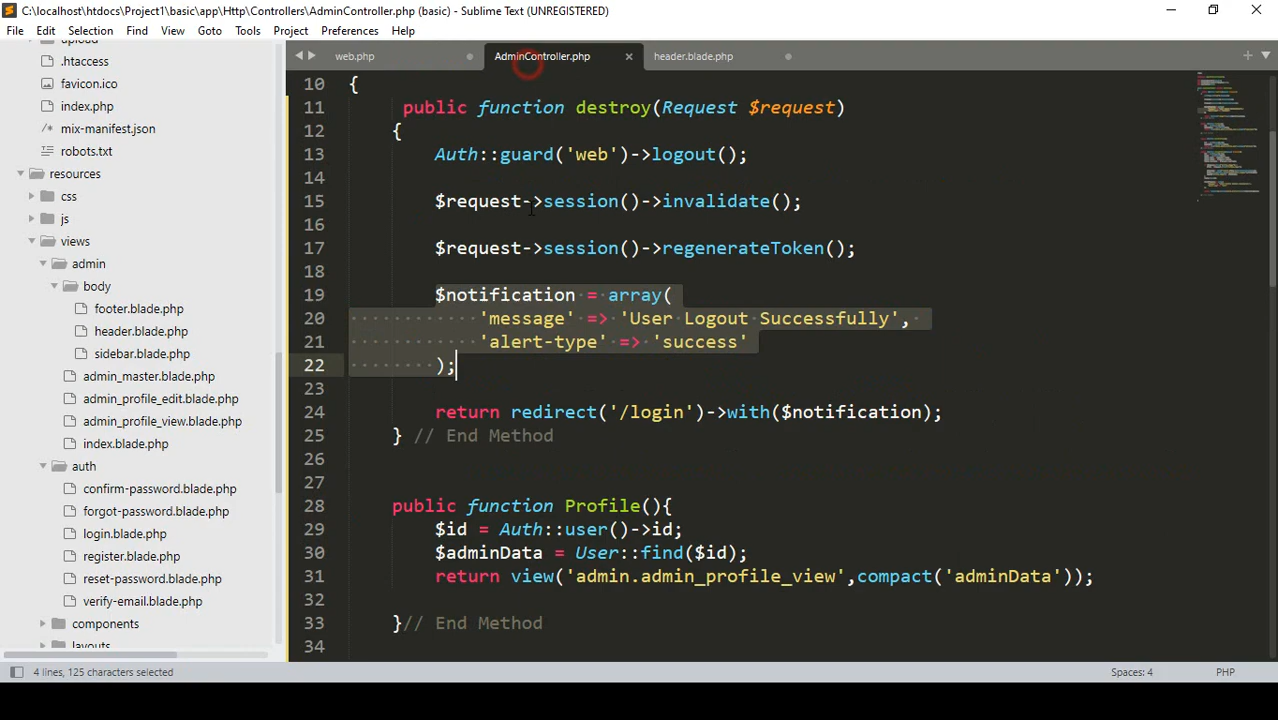 C:\localhost\htdocs\Project1\basic\app\Http\Controllers\AdminController.php (basic) - Sublime Text (UNREGISTERED)
File Edit Selection Find View Goto Tools Project Preferences Help
upload
.htaccess
favicon.ico
index.php
mix-manifest.json
robots.txt
resources
css
js
views
admin
body
footer.blade.php
header.blade.php
sidebar.blade.php
admin_master.blade.php
admin_profile_edit.blade.php
admin_profile_view.blade.php
index.blade.php
auth
confirm-password.blade.php
forgot-password.blade.php
login.blade.php
register.blade.php
reset-password.blade.php
verify-email.blade.php
components
layouts
web.php AdminController.php header.blade.php
10 {
11 public function destroy(Request $request)
12 {
13 Auth::guard('web')->logout();
14
15 $request->session()->invalidate();
16
17 $request->session()->regenerateToken();
18
19 $notification = array(
20 'message' => 'User Logout Successfully',
21 'alert-type' => 'success'
22 );
23
24 return redirect('/login')->with($notification);
25 } // End Method
26
27
28 public function Profile(){
29 $id = Auth::user()->id;
30 $adminData = User::find($id);
31 return view('admin.admin_profile_view',compact('adminData'));
32
33 }// End Method
34
4 lines, 125 characters selected Spaces: 4 PHP